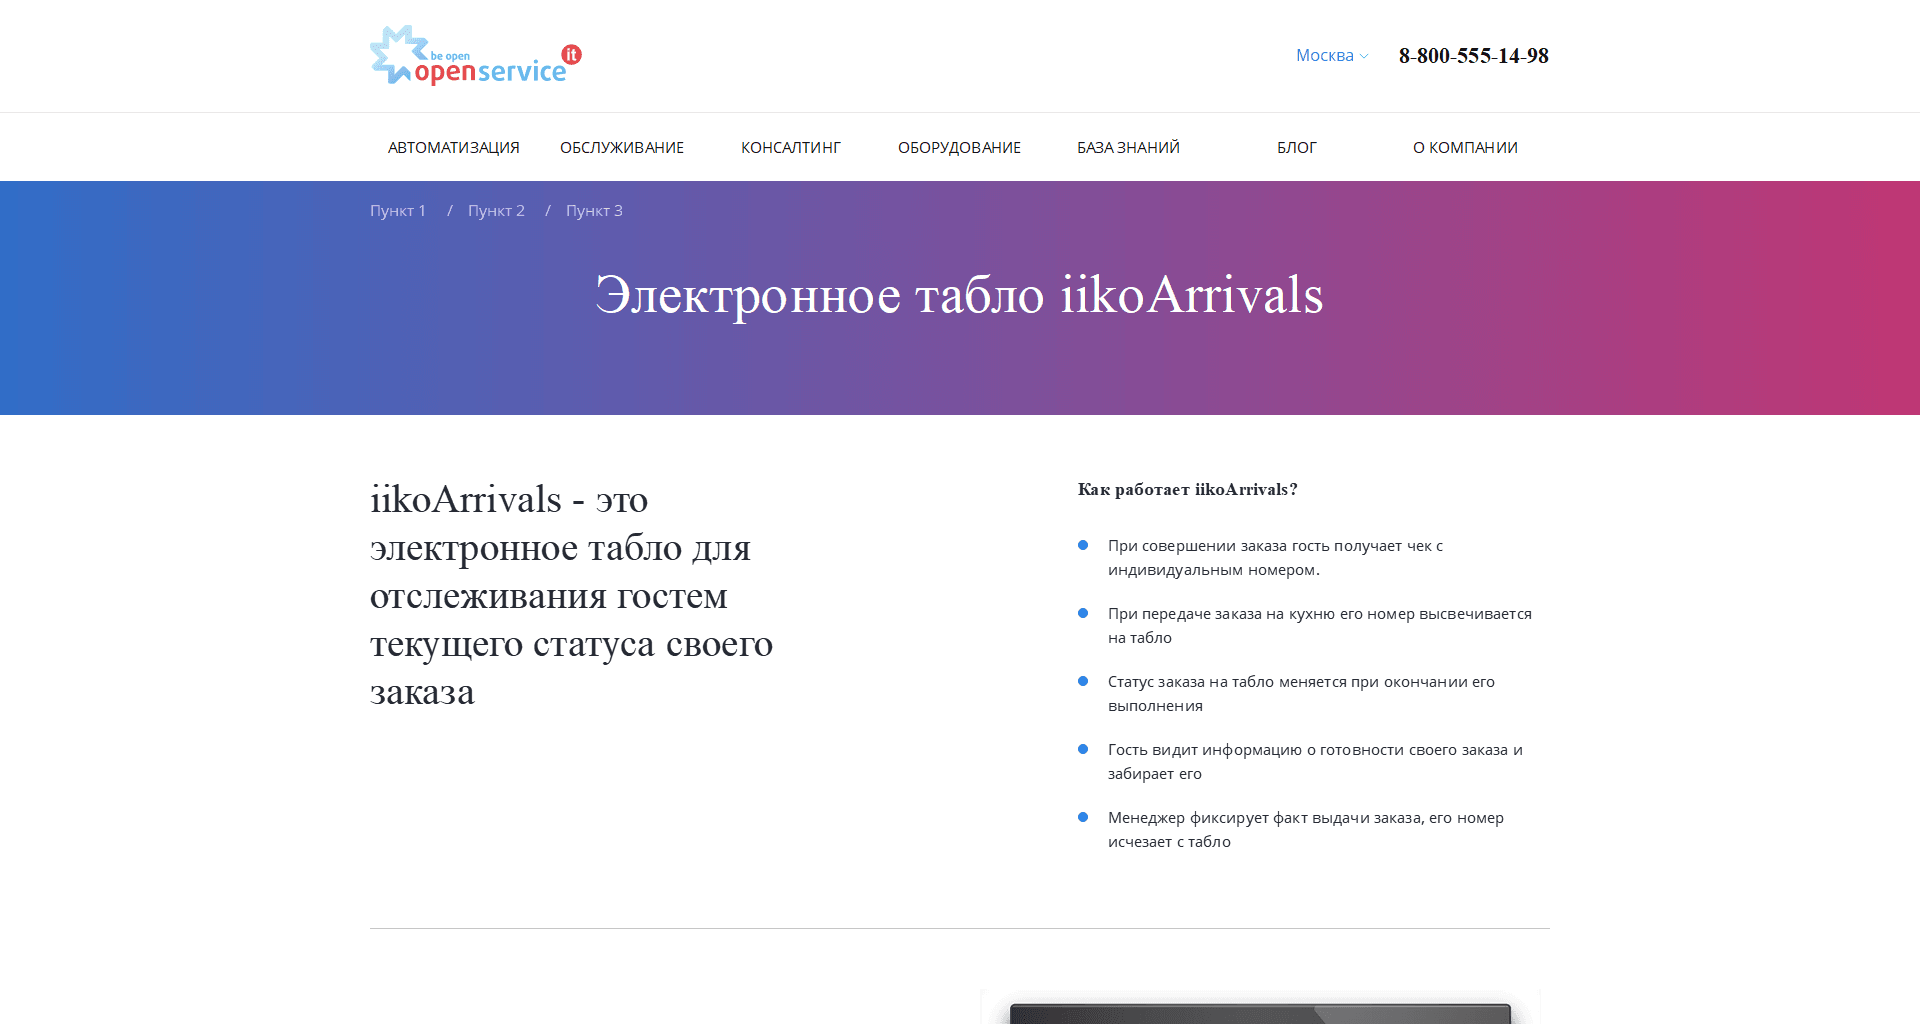 be open
openservice it
Москва
8-800-555-14-98
АВТОМАТИЗАЦИЯ ОБСЛУЖИВАНИЕ КОНСАЛТИНГ ОБОРУДОВАНИЕ БАЗА ЗНАНИЙ БЛОГ О КОМПАНИИ
Пункт 1 / Пункт 2 / Пункт 3
Электронное табло iikoArrivals
iikoArrivals - это
электронное табло для
отслеживания гостем
текущего статуса своего
заказа
Как работает iikoArrivals?
При совершении заказа гость получает чек с
индивидуальным номером.
При передаче заказа на кухню его номер высвечивается
на табло
Статус заказа на табло меняется при окончании его
выполнения
Гость видит информацию о готовности своего заказа и
забирает его
Менеджер фиксирует факт выдачи заказа, его номер
исчезает с табло